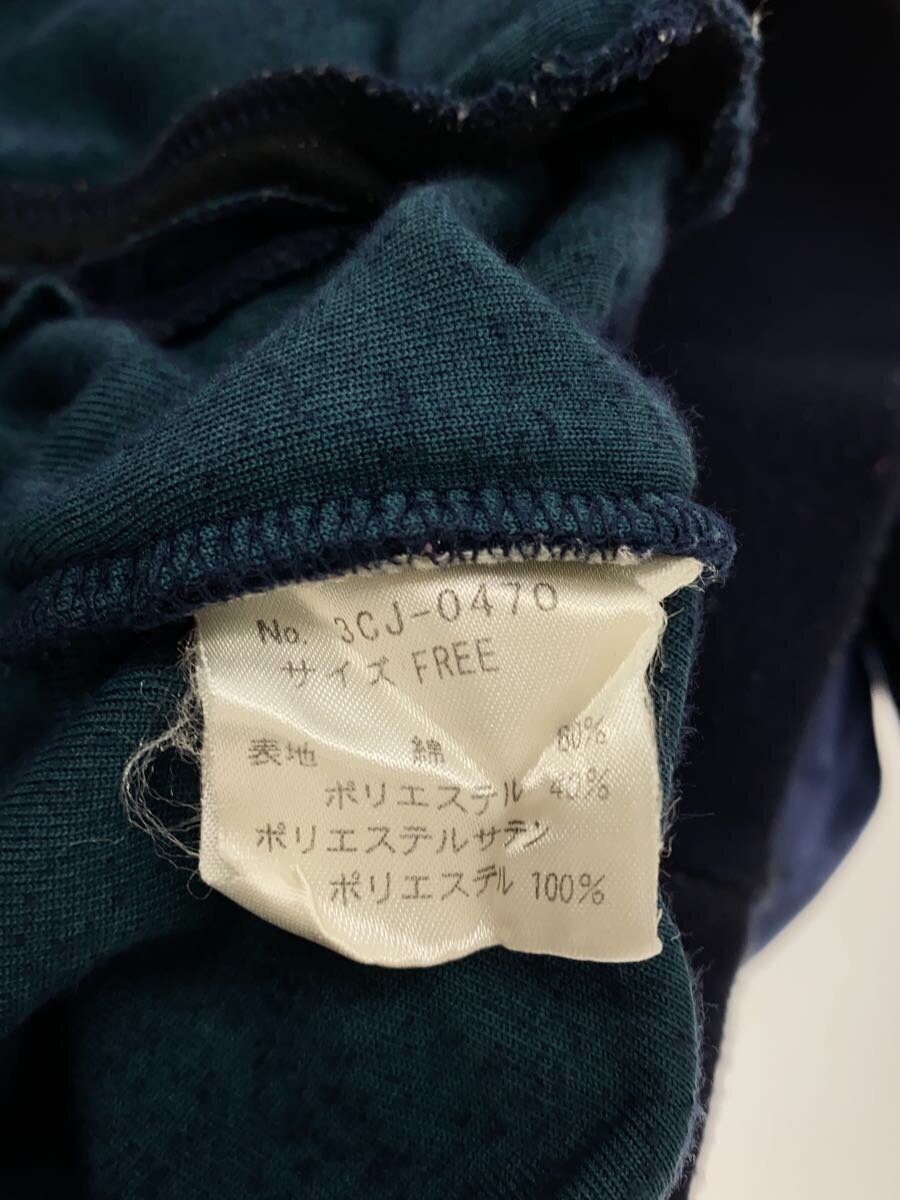 No. 3CJ-0470
サイズ FREE
表地 綿 60%
ポリエステル 40%
ポリエステルサテン
ポリエステル 100%